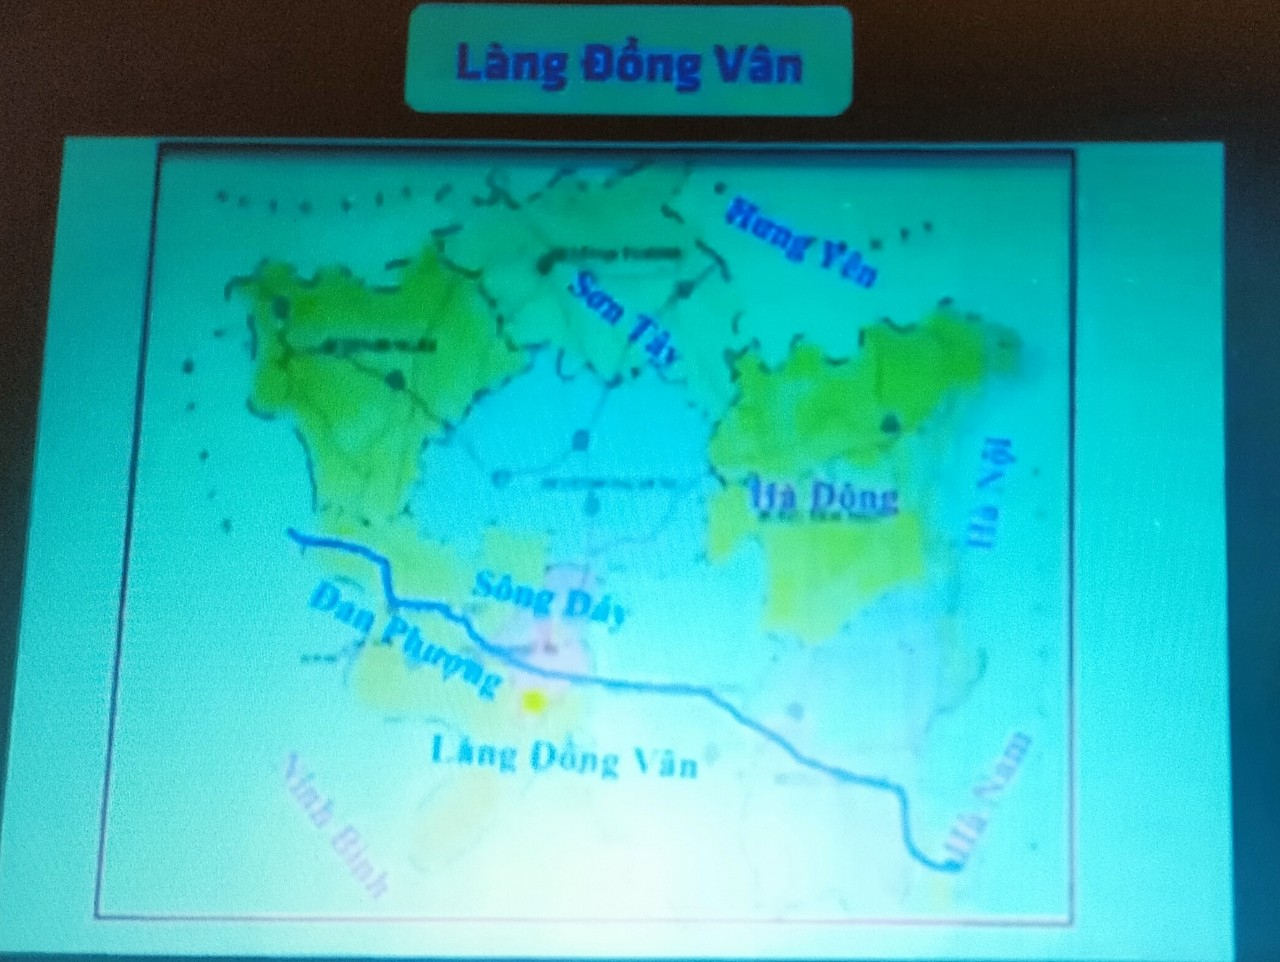 Làng Đồng Vân
Hưng Yên
Sơn Tây
Hà Nội
Hà Đông
Sông Đáy
Đan Phượng
Làng Đồng Vân
Ninh Bình
Hà Nam